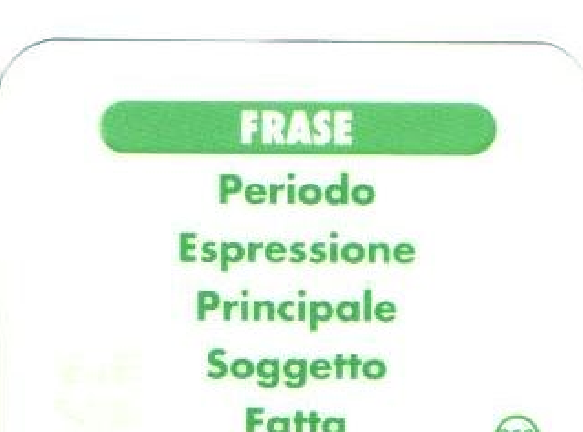 FRASE
Periodo
Espressione
Principale
Soggetto
Fatta